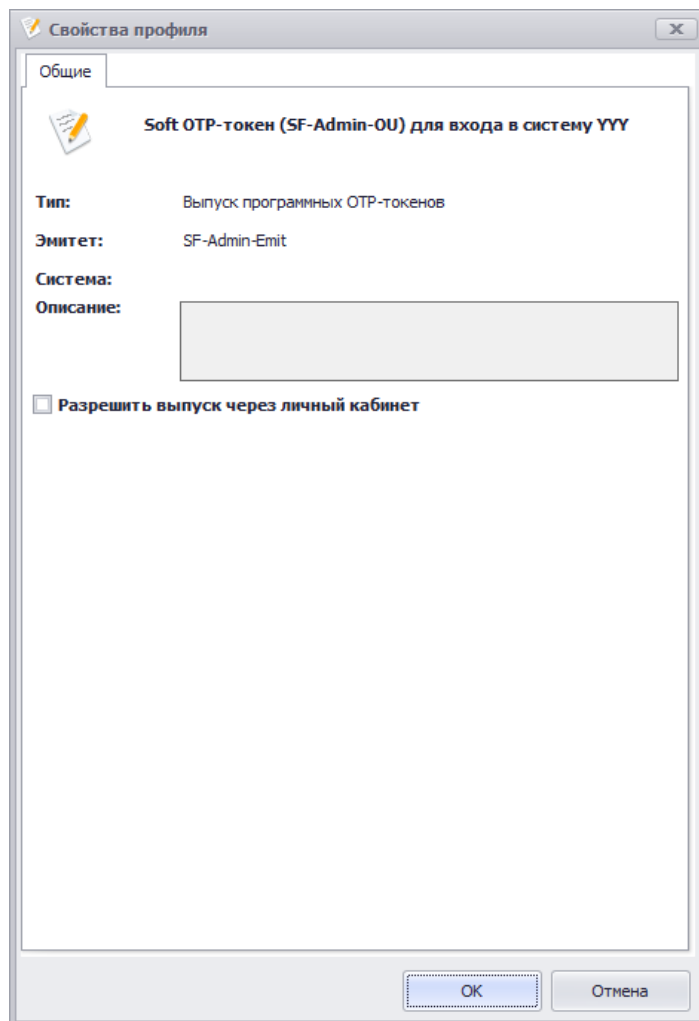 Свойства профиля
Общие
Soft OTP-токен (SF-Admin-OU) для входа в систему YYY
Тип: Выпуск программных OTP-токенов
Эмитет: SF-Admin-Emit
Система:
Описание:
Разрешить выпуск через личный кабинет
OK Отмена